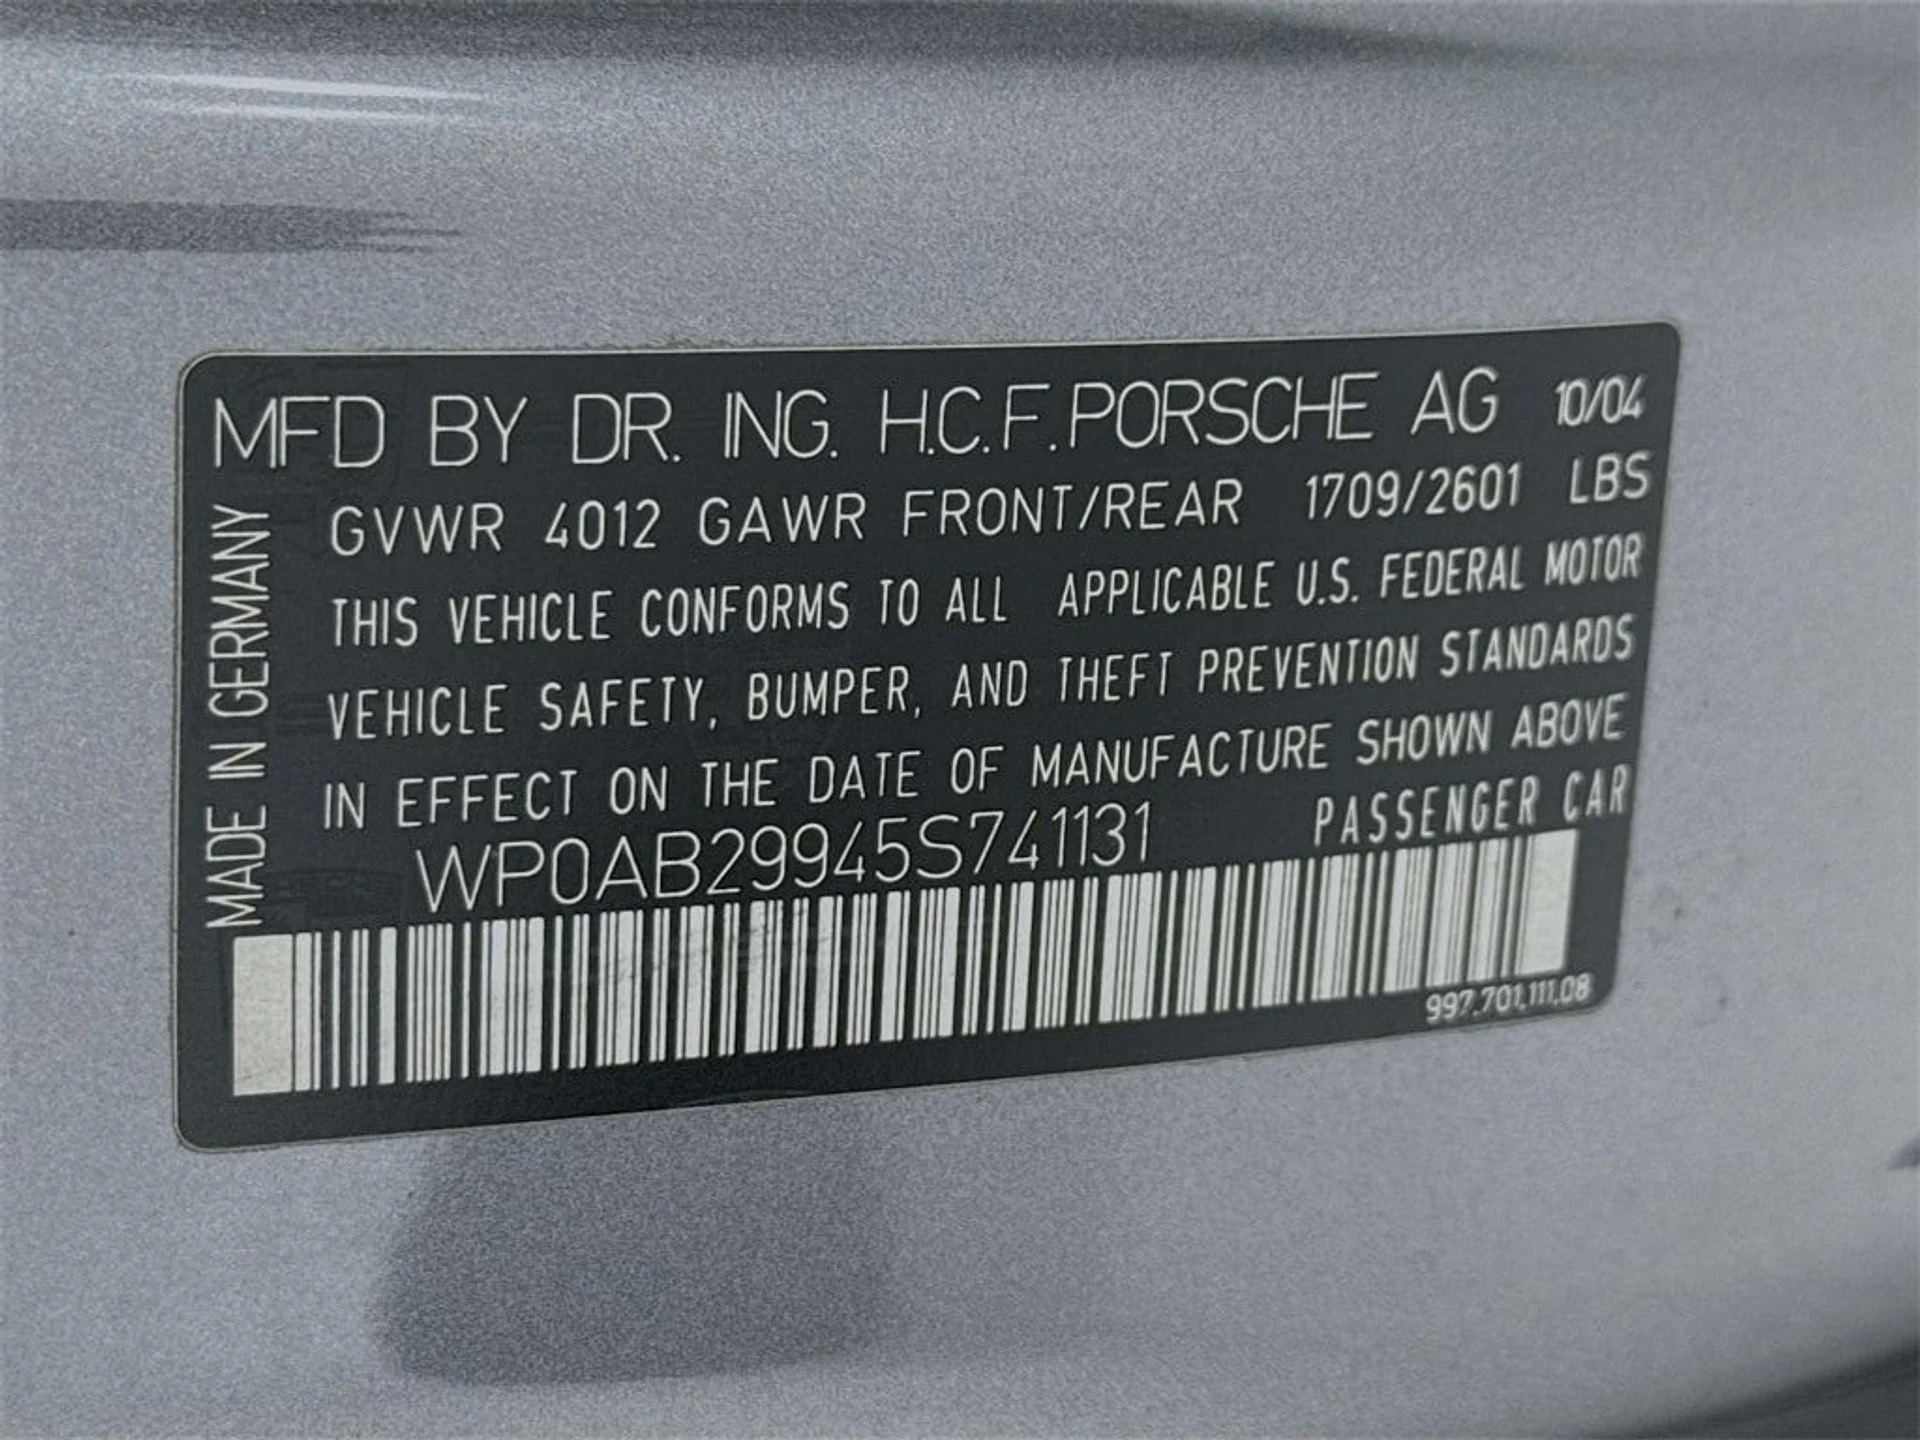 MFD BY DR. ING. H.C.F. PORSCHE AG 10/04
GVWR 4012 GAWR FRONT/REAR 1709/2601 LBS
THIS VEHICLE CONFORMS TO ALL APPLICABLE U.S. FEDERAL MOTOR
VEHICLE SAFETY, BUMPER, AND THEFT PREVENTION STANDARDS
IN EFFECT ON THE DATE OF MANUFACTURE SHOWN ABOVE
WP0AB29945S741131 PASSENGER CAR
997.701.111.08
MADE IN GERMANY